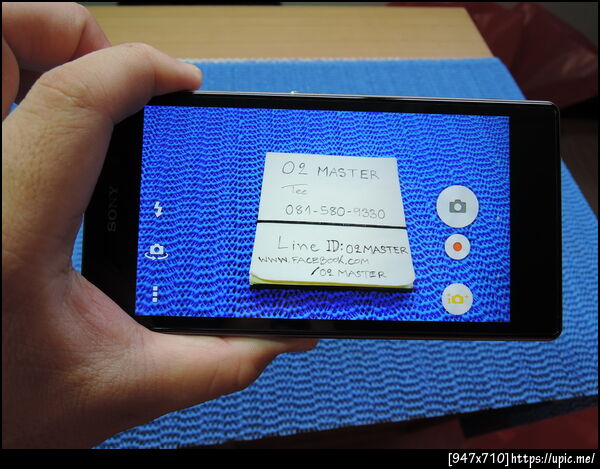 SONY
O2 MASTER
Tee
081-580-9330
Line ID: O2MASTER
WWW.FACEBOOK.COM
/O2 MASTER
[947x710]https://upic.me/